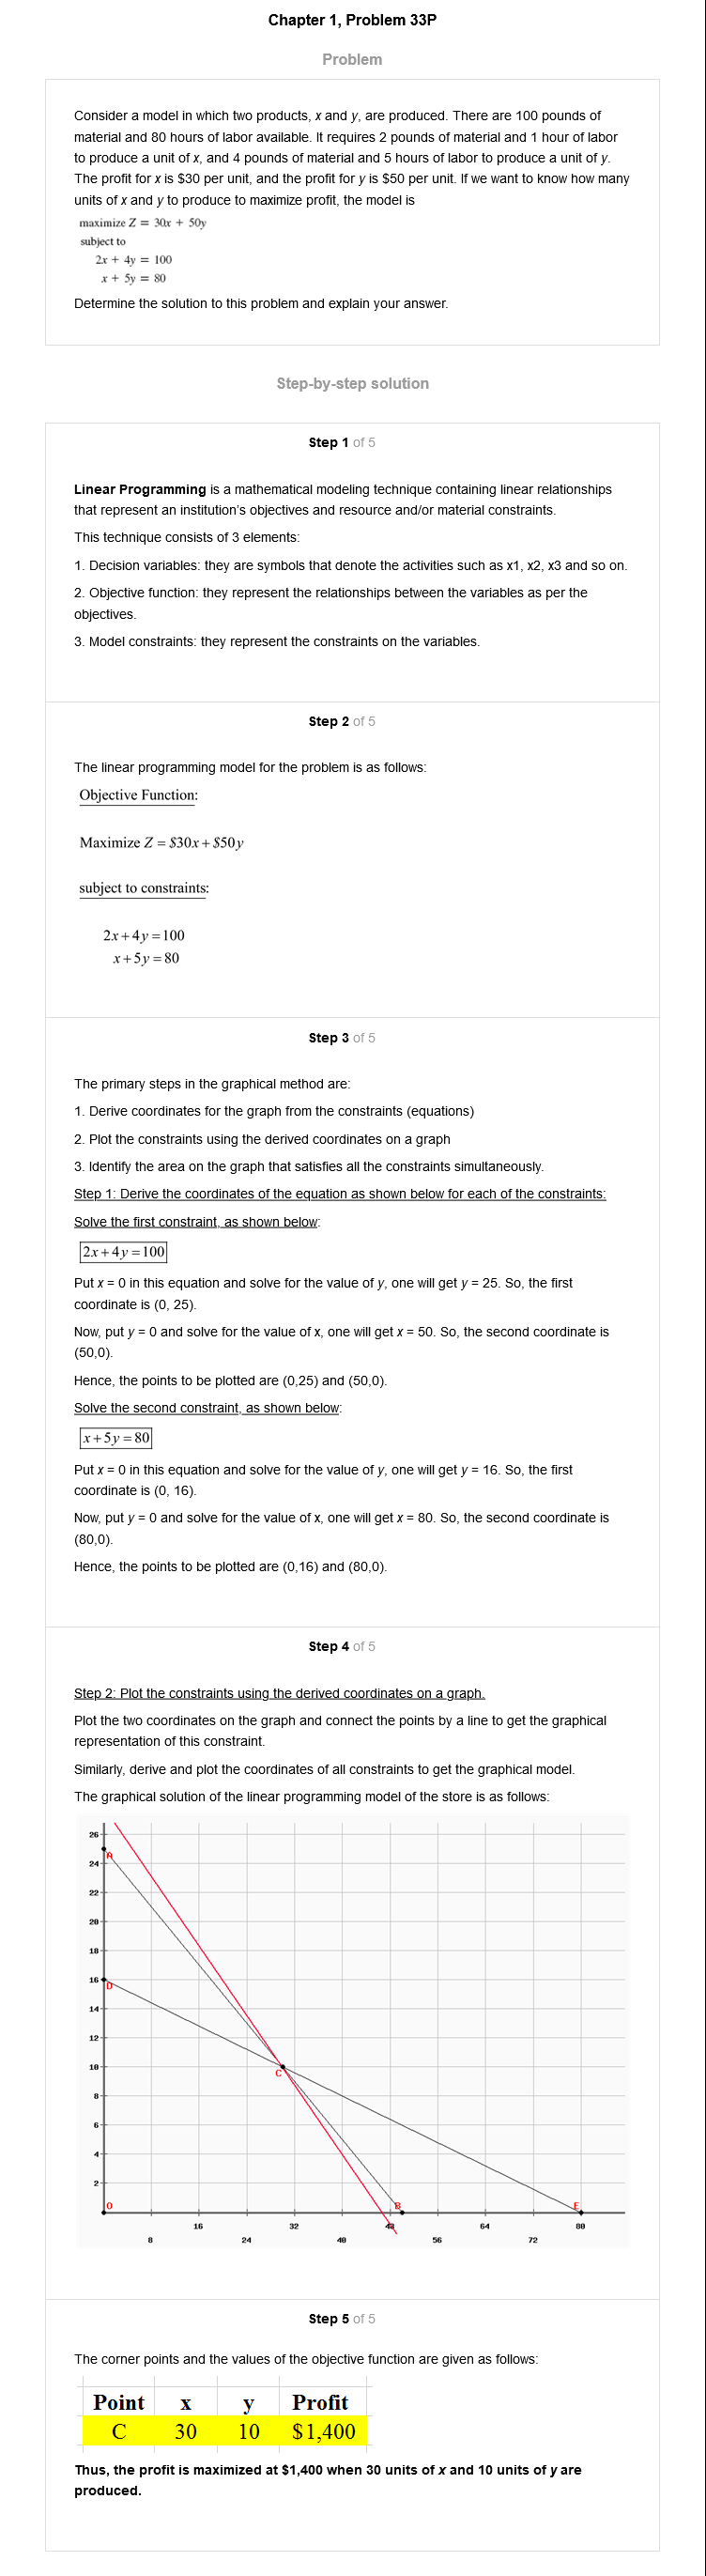 Chapter 1, Problem 33P
Problem
Consider a model in which two products, x and y, are produced. There are 100 pounds of
material and 80 hours of labor available. It requires 2 pounds of material and 1 hour of labor
to produce a unit of x, and 4 pounds of material and 5 hours of labor to produce a unit of y.
The profit for x is $30 per unit, and the profit for y is $50 per unit. If we want to know how many
units of x and y to produce to maximize profit, the model is
maximize Z = 30x + 50y
subject to
2x + 4y = 100
x + 5y = 80
Determine the solution to this problem and explain your answer.
Step-by-step solution
Step 1 of 5
Linear Programming is a mathematical modeling technique containing linear relationships
that represent an institution's objectives and resource and/or material constraints.
This technique consists of 3 elements:
1. Decision variables: they are symbols that denote the activities such as x1, x2, x3 and so on.
2. Objective function: they represent the relationships between the variables as per the
objectives.
3. Model constraints: they represent the constraints on the variables.
Step 2 of 5
The linear programming model for the problem is as follows:
Objective Function:
Maximize Z = $30x + $50y
subject to constraints:
2x + 4y = 100
x + 5y = 80
Step 3 of 5
The primary steps in the graphical method are:
1. Derive coordinates for the graph from the constraints (equations)
2. Plot the constraints using the derived coordinates on a graph
3. Identify the area on the graph that satisfies all the constraints simultaneously.
Step 1: Derive the coordinates of the equation as shown below for each of the constraints:
Solve the first constraint, as shown below:
2x + 4y = 100
Put x = 0 in this equation and solve for the value of y, one will get y = 25. So, the first
coordinate is (0, 25).
Now, put y = 0 and solve for the value of x, one will get x = 50. So, the second coordinate is
(50,0).
Hence, the points to be plotted are (0,25) and (50,0).
Solve the second constraint, as shown below:
x + 5y = 80
Put x = 0 in this equation and solve for the value of y, one will get y = 16. So, the first
coordinate is (0, 16).
Now, put y = 0 and solve for the value of x, one will get x = 80. So, the second coordinate is
(80,0).
Hence, the points to be plotted are (0,16) and (80,0).
Step 4 of 5
Step 2: Plot the constraints using the derived coordinates on a graph.
Plot the two coordinates on the graph and connect the points by a line to get the graphical
representation of this constraint.
Similarly, derive and plot the coordinates of all constraints to get the graphical model.
The graphical solution of the linear programming model of the store is as follows:
26
A
24
22
20
18
16
D
14
12
10
C
8
6
4
2
O B E
16 32 48 64 80
8 24 40 56 72
Step 5 of 5
The corner points and the values of the objective function are given as follows:
Point x y Profit
C 30 10 $1,400
Thus, the profit is maximized at $1,400 when 30 units of x and 10 units of y are
produced.